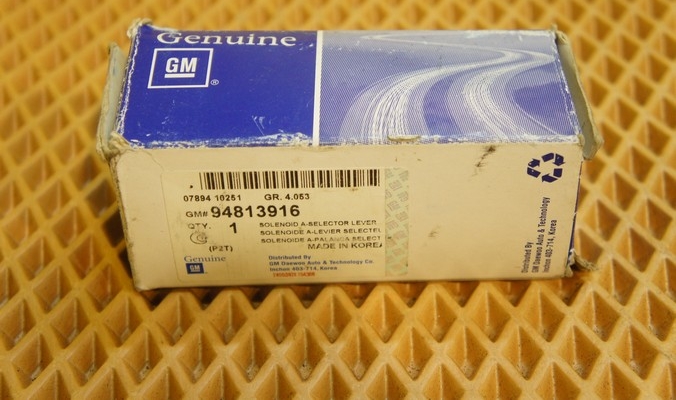 Genuine
GM
®
07894 10251 GR. 4.053
GM# 94813916
QTY. 1 SOLENOID A-SELECTOR LEVER
SOLENOIDE A-LEVIER SELECTEU
SOLENOIDE A-PALANCA SELECT
(PZT) MADE IN KOREA
Genuine
GM
Distributed By
GM Daewoo Auto & Technology Co.
Incheon 403-714, Korea
Distributed By
GM Daewoo Auto & Technology
Incheon 403-714, Korea